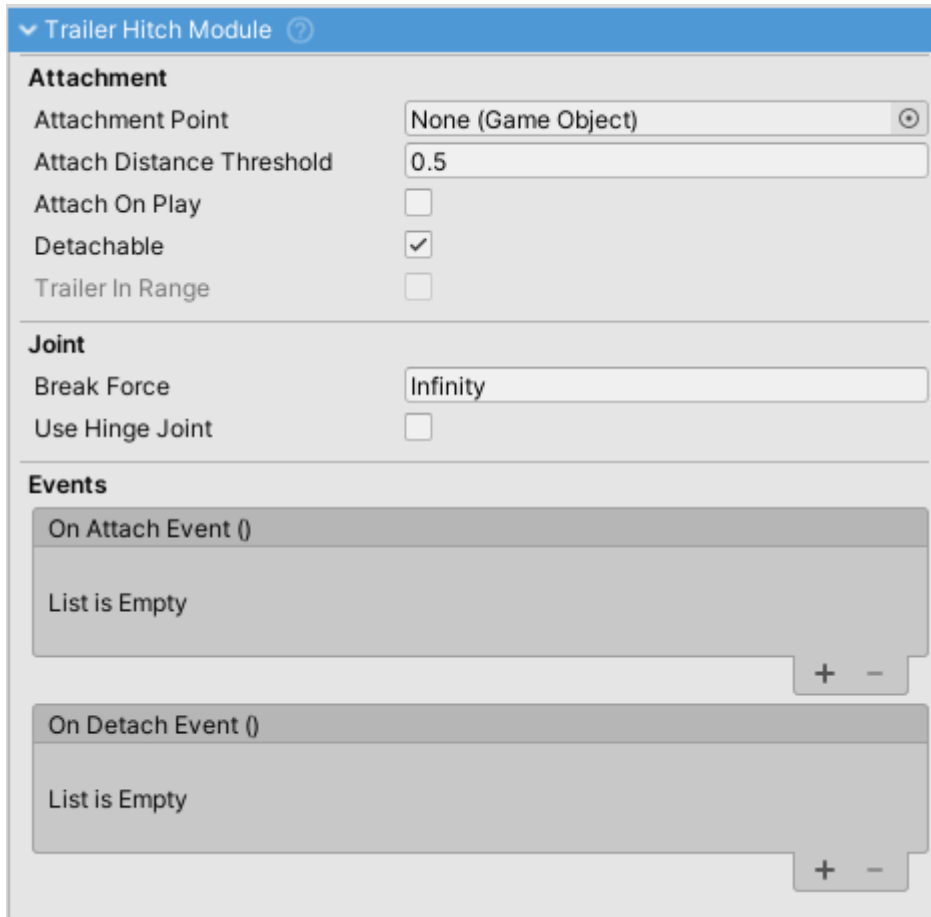 Trailer Hitch Module ?
Attachment
Attachment Point None (Game Object)
Attach Distance Threshold 0.5
Attach On Play
Detachable
Trailer In Range
Joint
Break Force Infinity
Use Hinge Joint
Events
On Attach Event ()
List is Empty
+ −
On Detach Event ()
List is Empty
+ −